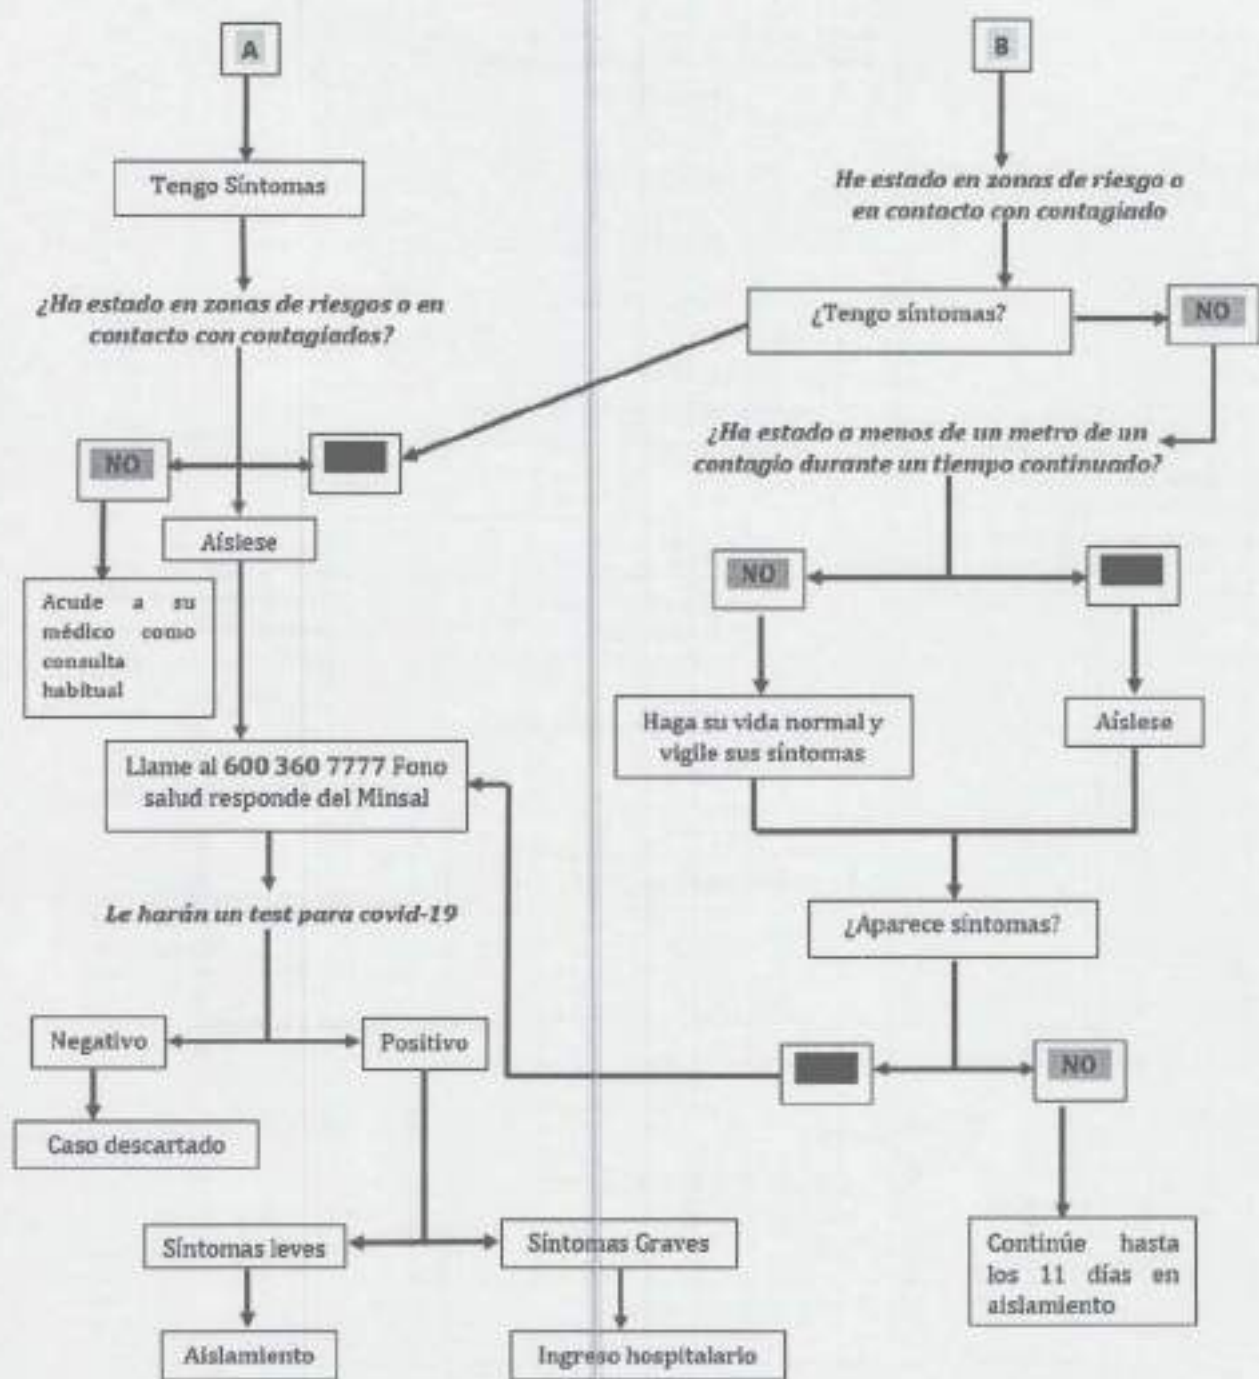 A
Tengo Síntomas
¿Ha estado en zonas de riesgos o en
contacto con contagiados?
NO
Aíslese
Acude a su
médico como
consulta
habitual
Llame al 600 360 7777 Fono
salud responde del Minsal
Le harán un test para covid-19
Negativo
Positivo
Caso descartado
Síntomas leves
Síntomas Graves
Aislamiento
Ingreso hospitalario
B
He estado en zonas de riesgo o
en contacto con contagiado
¿Tengo síntomas?
NO
¿Ha estado a menos de un metro de un
contagio durante un tiempo continuado?
NO
Haga su vida normal y
vigile sus síntomas
Aíslese
¿Aparece síntomas?
NO
Continúe hasta
los 11 días en
aislamiento